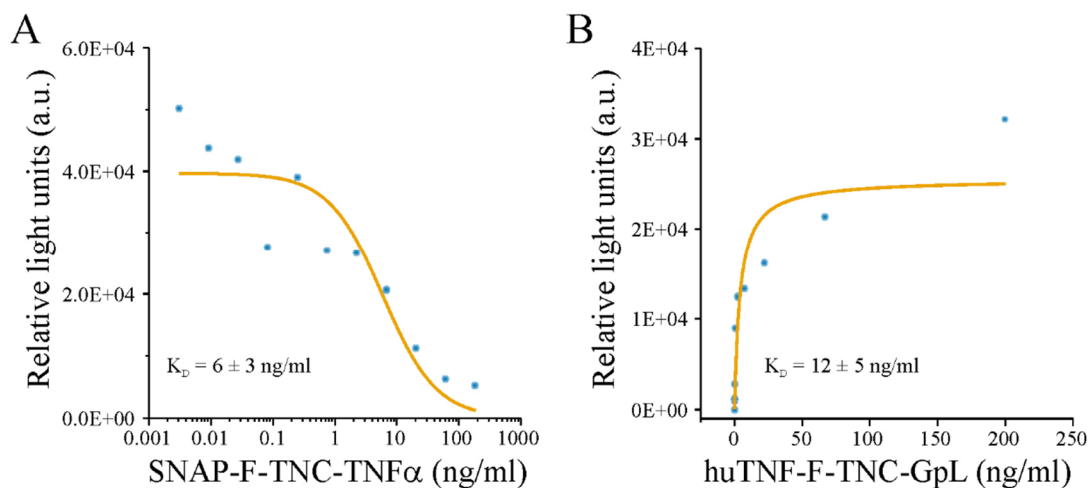 A
Relative light units (a.u.)
6.0E+04
4.0E+04
2.0E+04
0.0E+00
K_D = 6 ± 3 ng/ml
0.001 0.01 0.1 1 10 100 1000
SNAP-F-TNC-TNFα (ng/ml)
B
Relative light units (a.u.)
4E+04
3E+04
2E+04
1E+04
0E+00
K_D = 12 ± 5 ng/ml
0 50 100 150 200 250
huTNF-F-TNC-GpL (ng/ml)